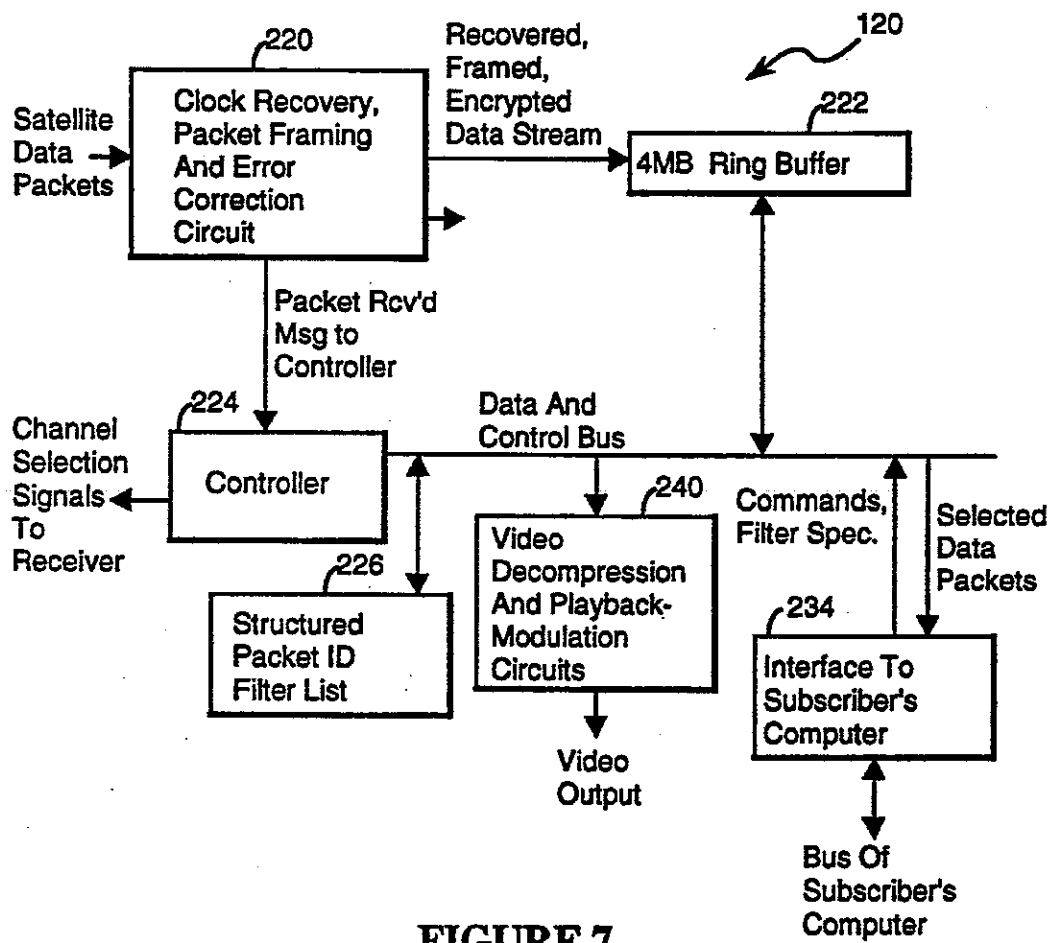 220
Recovered,
Framed,
Encrypted
Data Stream
120
222
Satellite
Data
Packets
Clock Recovery,
Packet Framing
And Error
Correction
Circuit
4MB Ring Buffer
Packet Rcv'd
Msg to
Controller
224
Channel
Selection
Signals
To
Receiver
Controller
Data And
Control Bus
226
Structured
Packet ID
Filter List
240
Video
Decompression
And Playback-
Modulation
Circuits
Video
Output
Commands,
Filter Spec.
Selected
Data
Packets
234
Interface To
Subscriber's
Computer
Bus Of
Subscriber's
Computer
FIGURE 7